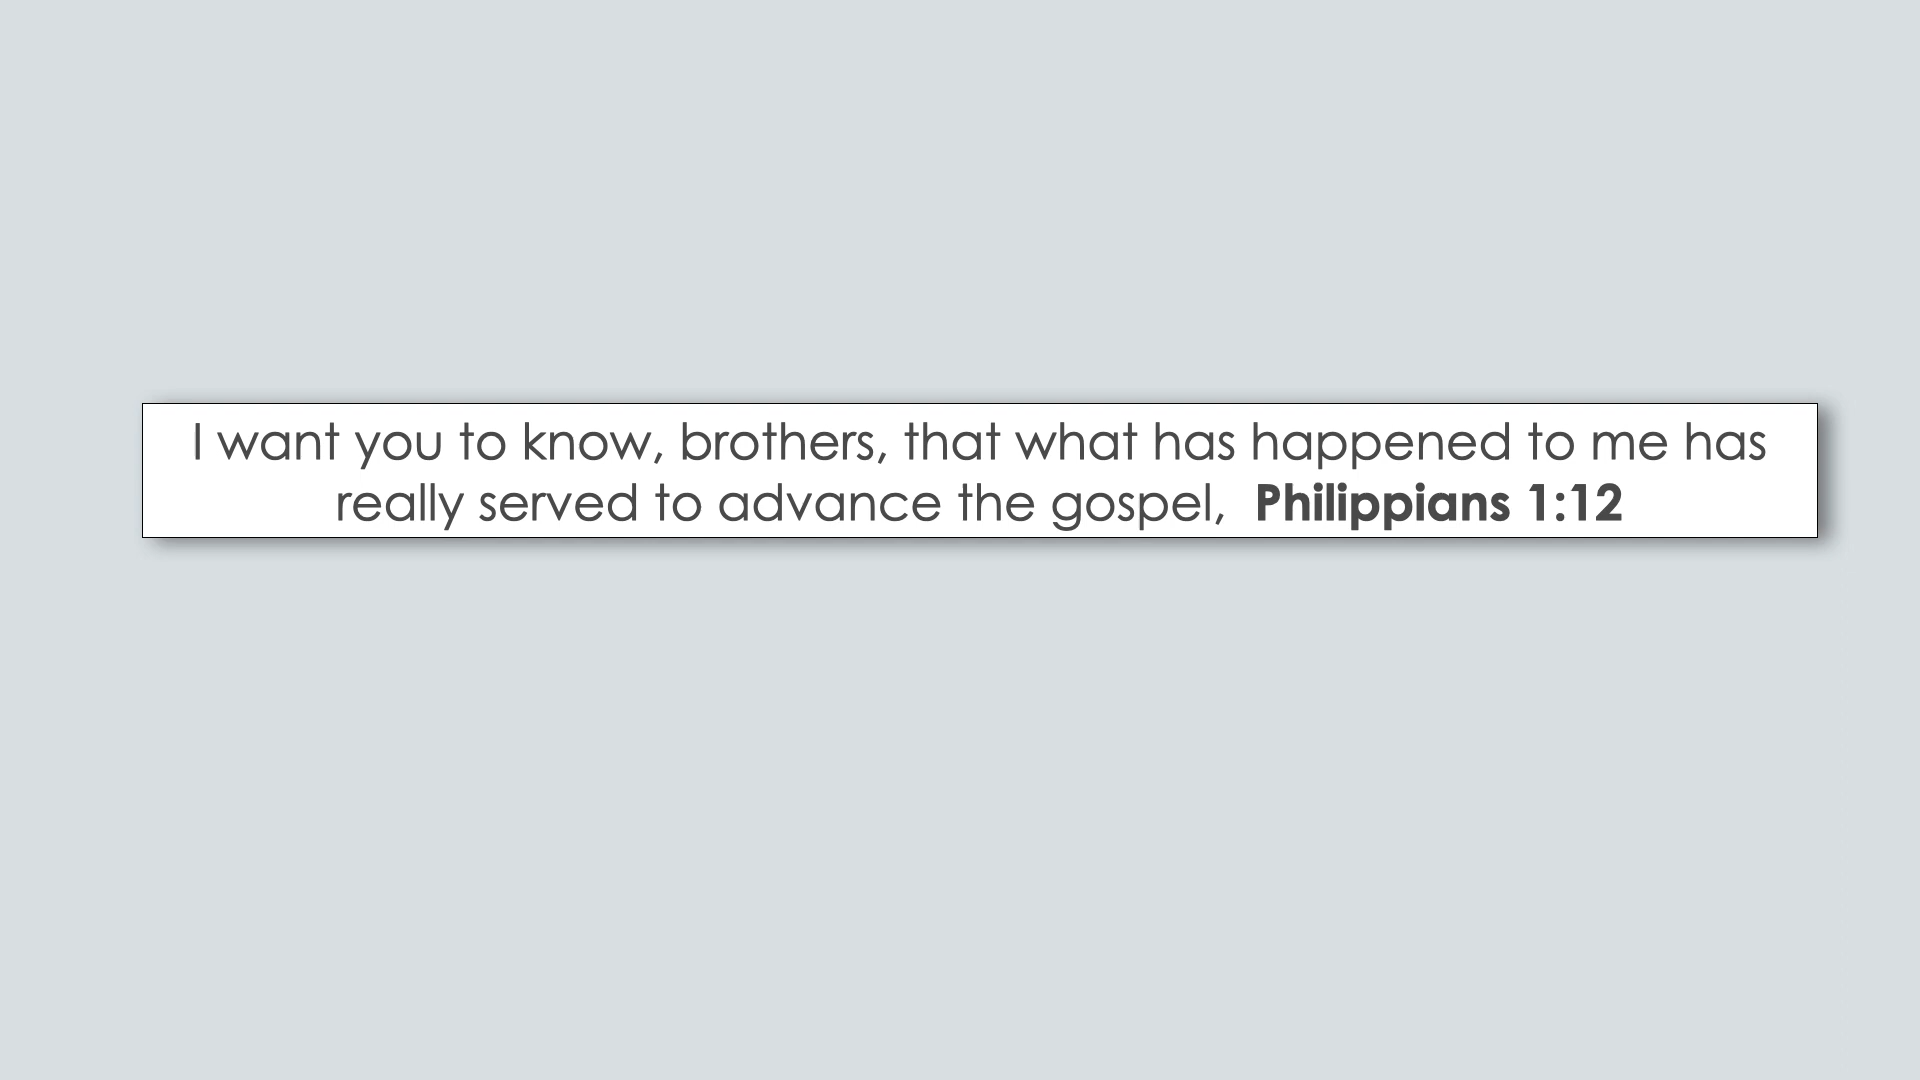 I want you to know, brothers, that what has happened to me has
really served to advance the gospel,  Philippians 1:12